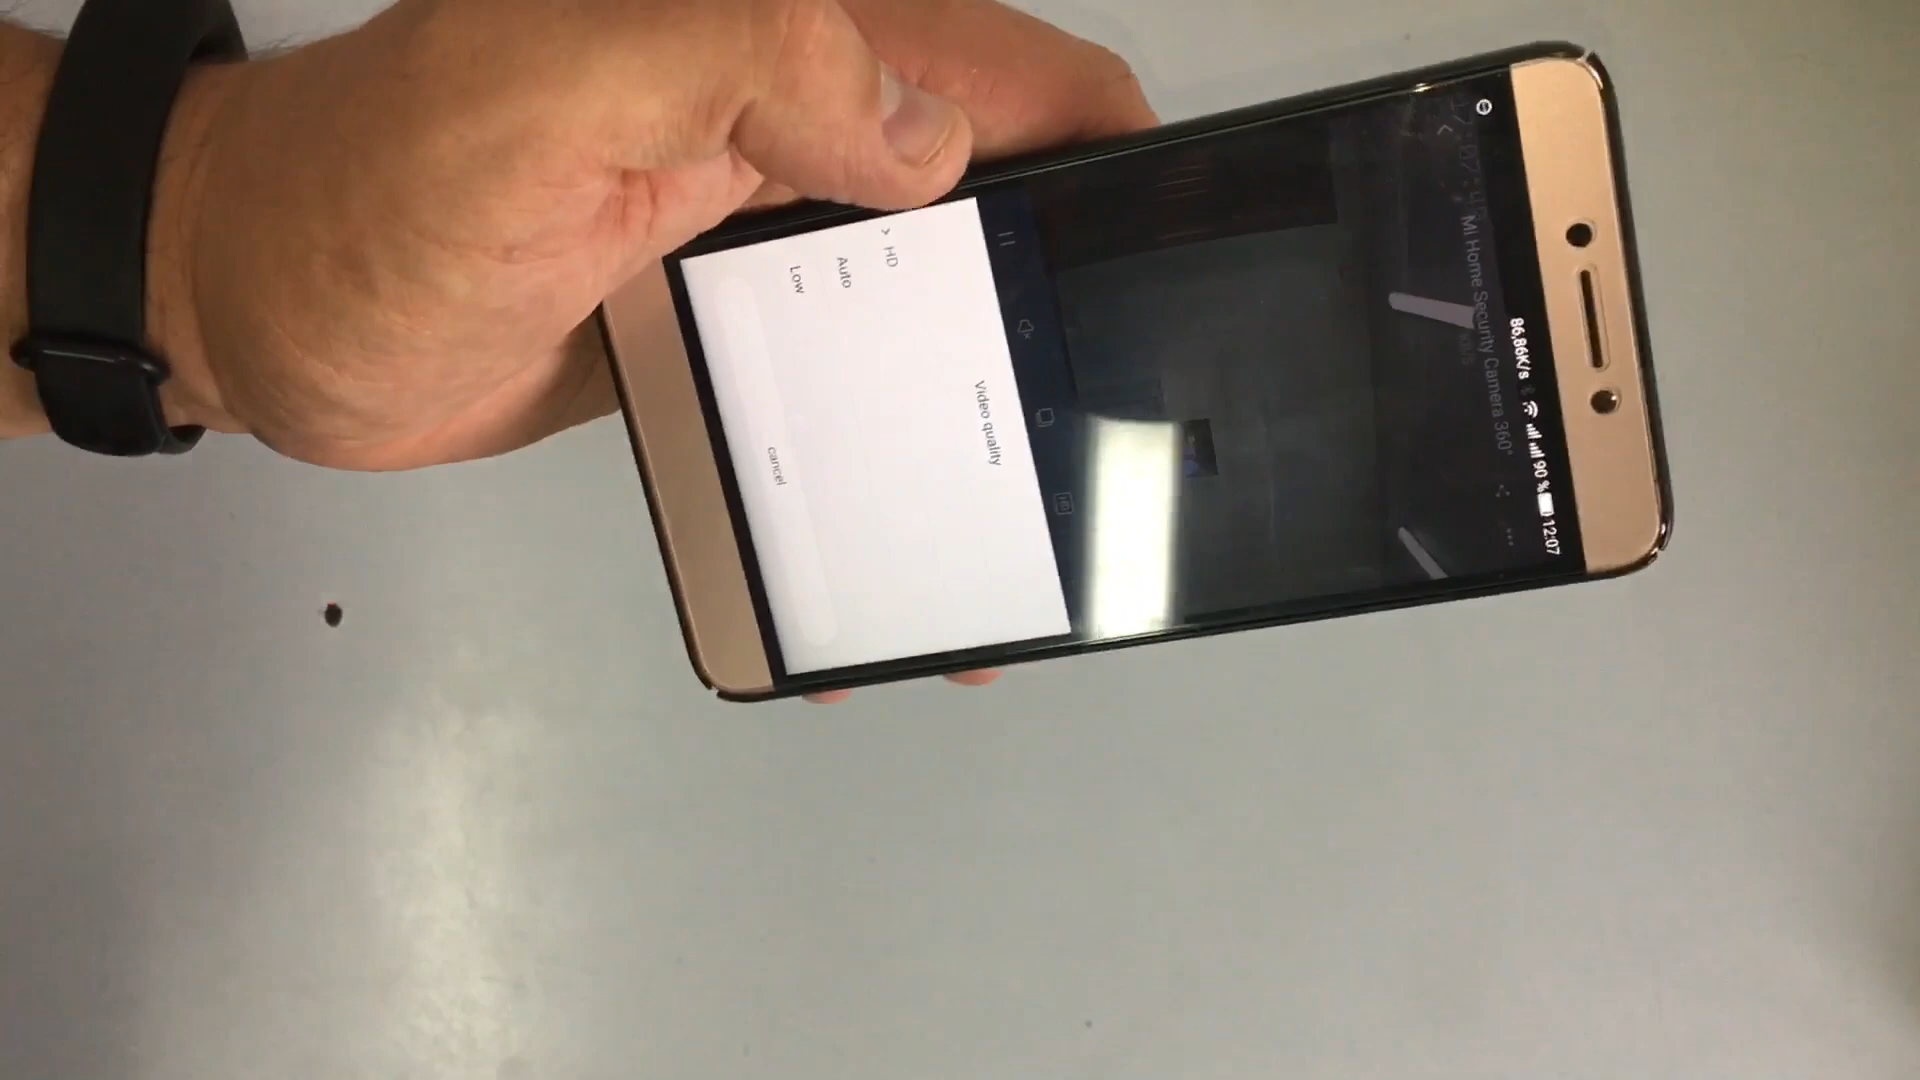 86,86K/s 90 % 12:07
Mi Home Security Camera 360°
Video quality
HD
Auto
Low
cancel